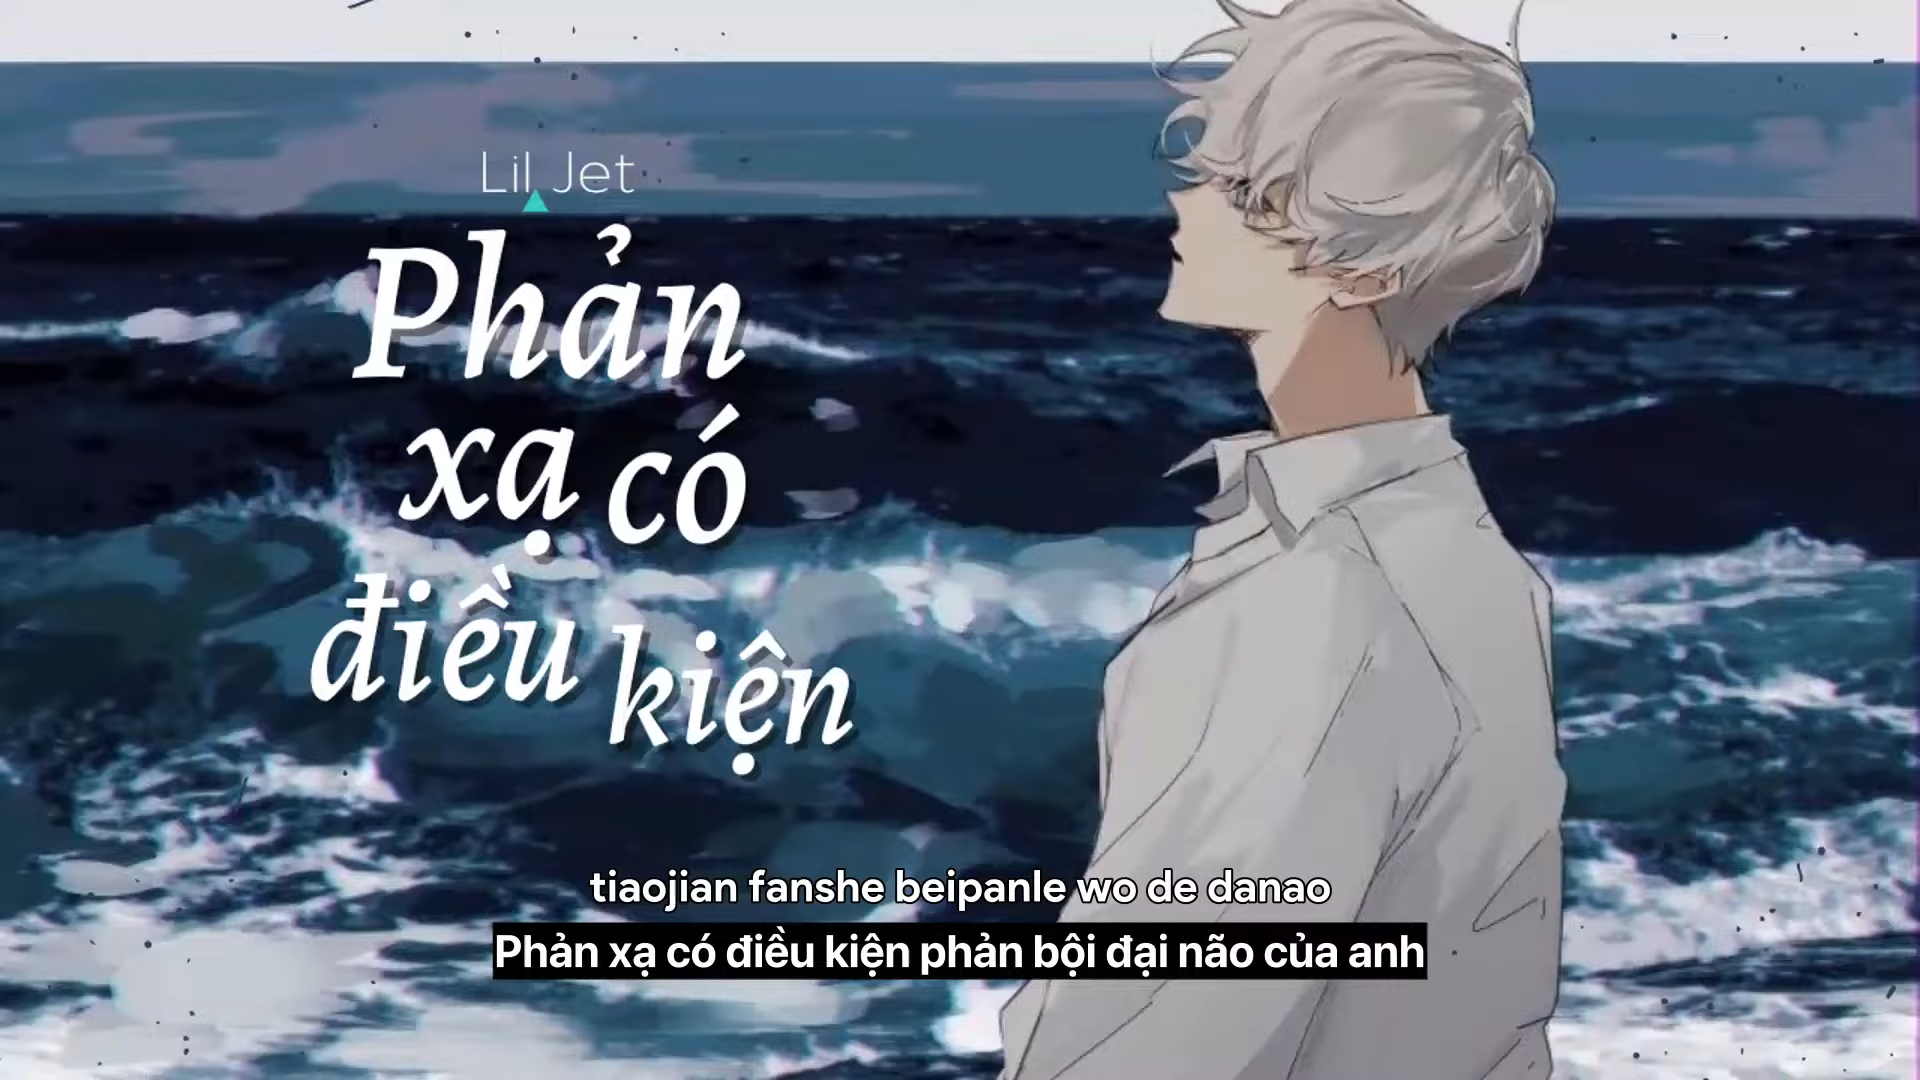 Lil Jet
Phản
xạ có
điều kiện
tiaojian fanshe beipanle wo de danao
Phản xạ có điều kiện phản bội đại não của anh